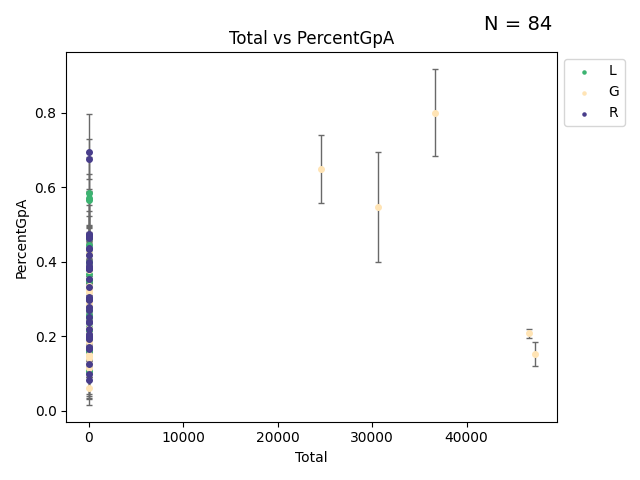 N = 84
Total vs PercentGpA
L
G
R
PercentGpA
0.8
0.6
0.4
0.2
0.0
0
10000
20000
30000
40000
Total